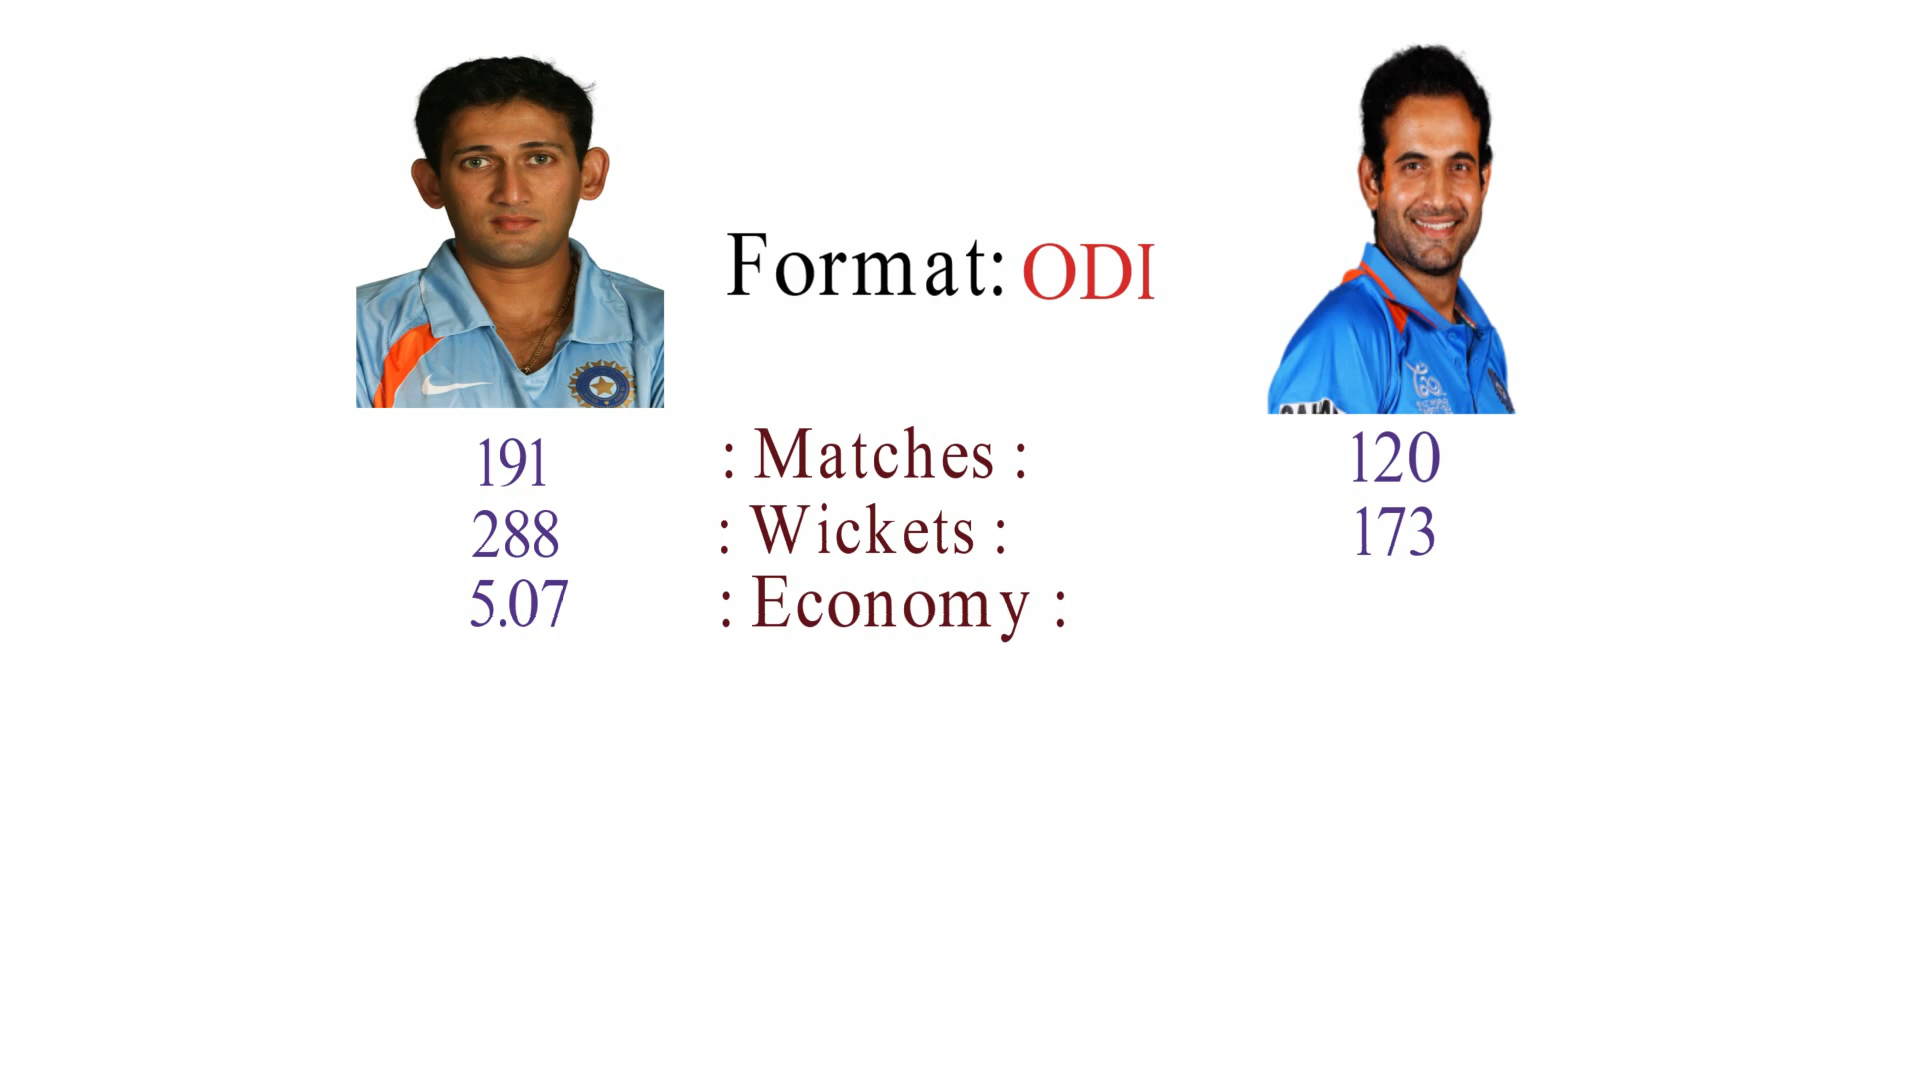 Format: ODI
191 : Matches : 120
288 : Wickets : 173
5.07 : Economy :